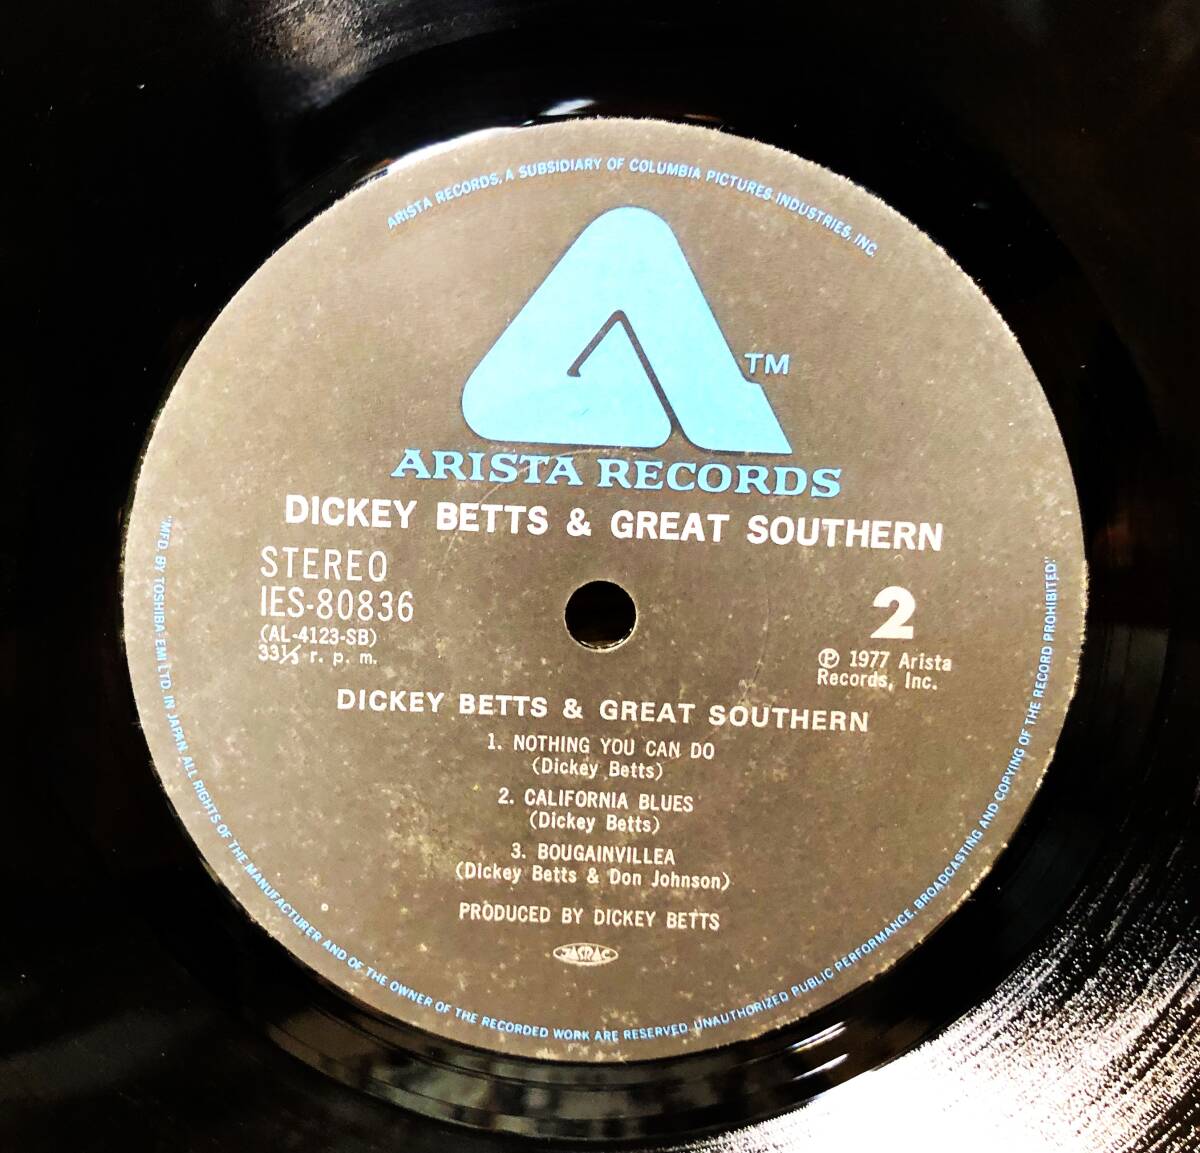 ARISTA RECORDS, A SUBSIDIARY OF COLUMBIA PICTURES INDUSTRIES, INC.
TM
ARISTA RECORDS
DICKEY BETTS & GREAT SOUTHERN
STEREO
IES-80836
(AL-4123-SB)
33⅓ r. p. m.
2
Ⓟ 1977 Arista
Records, Inc.
DICKEY BETTS & GREAT SOUTHERN
1. NOTHING YOU CAN DO
(Dickey Betts)
2. CALIFORNIA BLUES
(Dickey Betts)
3. BOUGAINVILLEA
(Dickey Betts & Don Johnson)
PRODUCED BY DICKEY BETTS
JASRAC
"MFD. BY TOSHIBA-EMI LTD. IN JAPAN. ALL RIGHTS OF THE MANUFACTURER AND OF THE OWNER OF THE RECORDED WORK ARE RESERVED. UNAUTHORIZED PUBLIC PERFORMANCE, BROADCASTING AND COPYING OF THE RECORD PROHIBITED."